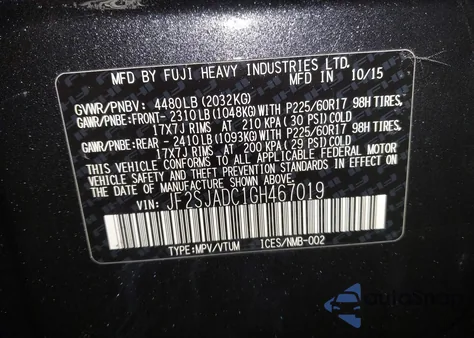 MFD BY FUJI HEAVY INDUSTRIES LTD. 10/15
GVWR/PNBV: 4480LB (2032KG)
GAWR/PNBE:FRONT- 2310LB (1048KG) WITH P225/60R17 98H TIRES.
17X7J RIMS AT 210 KPA (30 PSI) COLD
GAWR/PNBE:REAR - 2410LB (1093KG) WITH P225/60R17 98H TIRES.
17X7J RIMS AT 200 KPA (29 PSI) COLD
THIS VEHICLE CONFORMS TO ALL APPLICABLE FEDERAL MOTOR
VEHICLE SAFETY AND THEFT PREVENTION STANDARDS IN EFFECT ON
THE DATE OF MANUFACTURE SHOWN ABOVE.
VIN: JF2SJADC1GH467019
TYPE:MPV/VTUM ICES/NMB-002